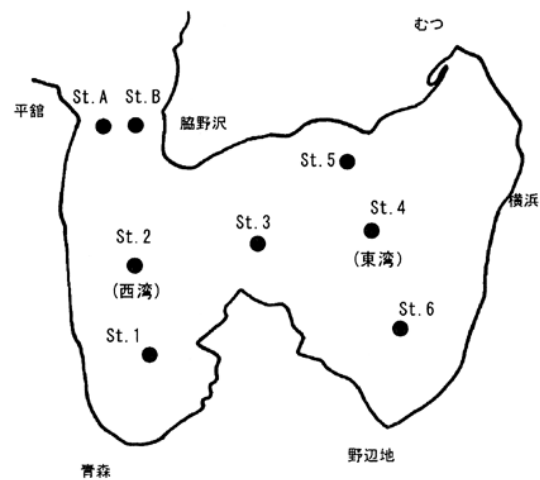 むつ
平舘
St.A
St.B
脇野沢
St.5
横浜
St.4
(東湾)
St.3
St.2
(西湾)
St.6
St.1
野辺地
青森